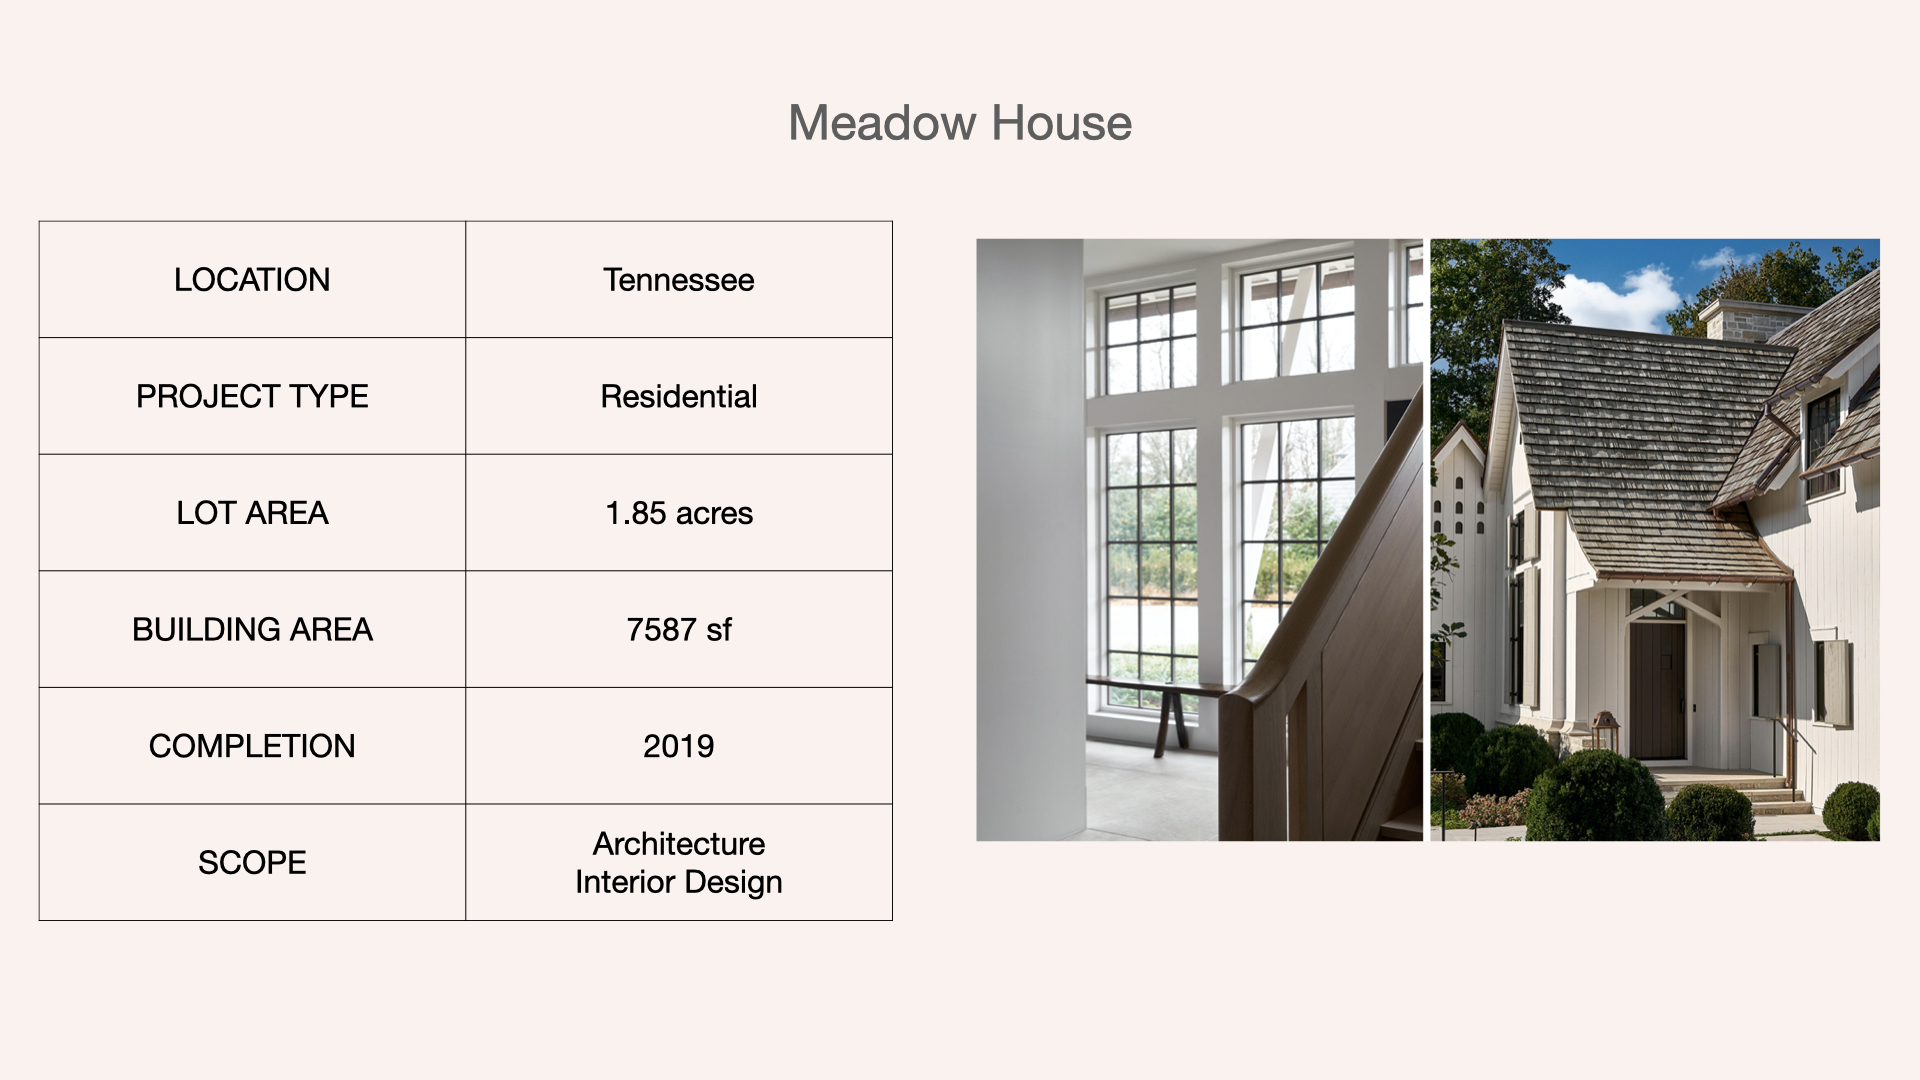 Meadow House
LOCATION
Tennessee
PROJECT TYPE
Residential
LOT AREA
1.85 acres
BUILDING AREA
7587 sf
COMPLETION
2019
SCOPE
Architecture
Interior Design